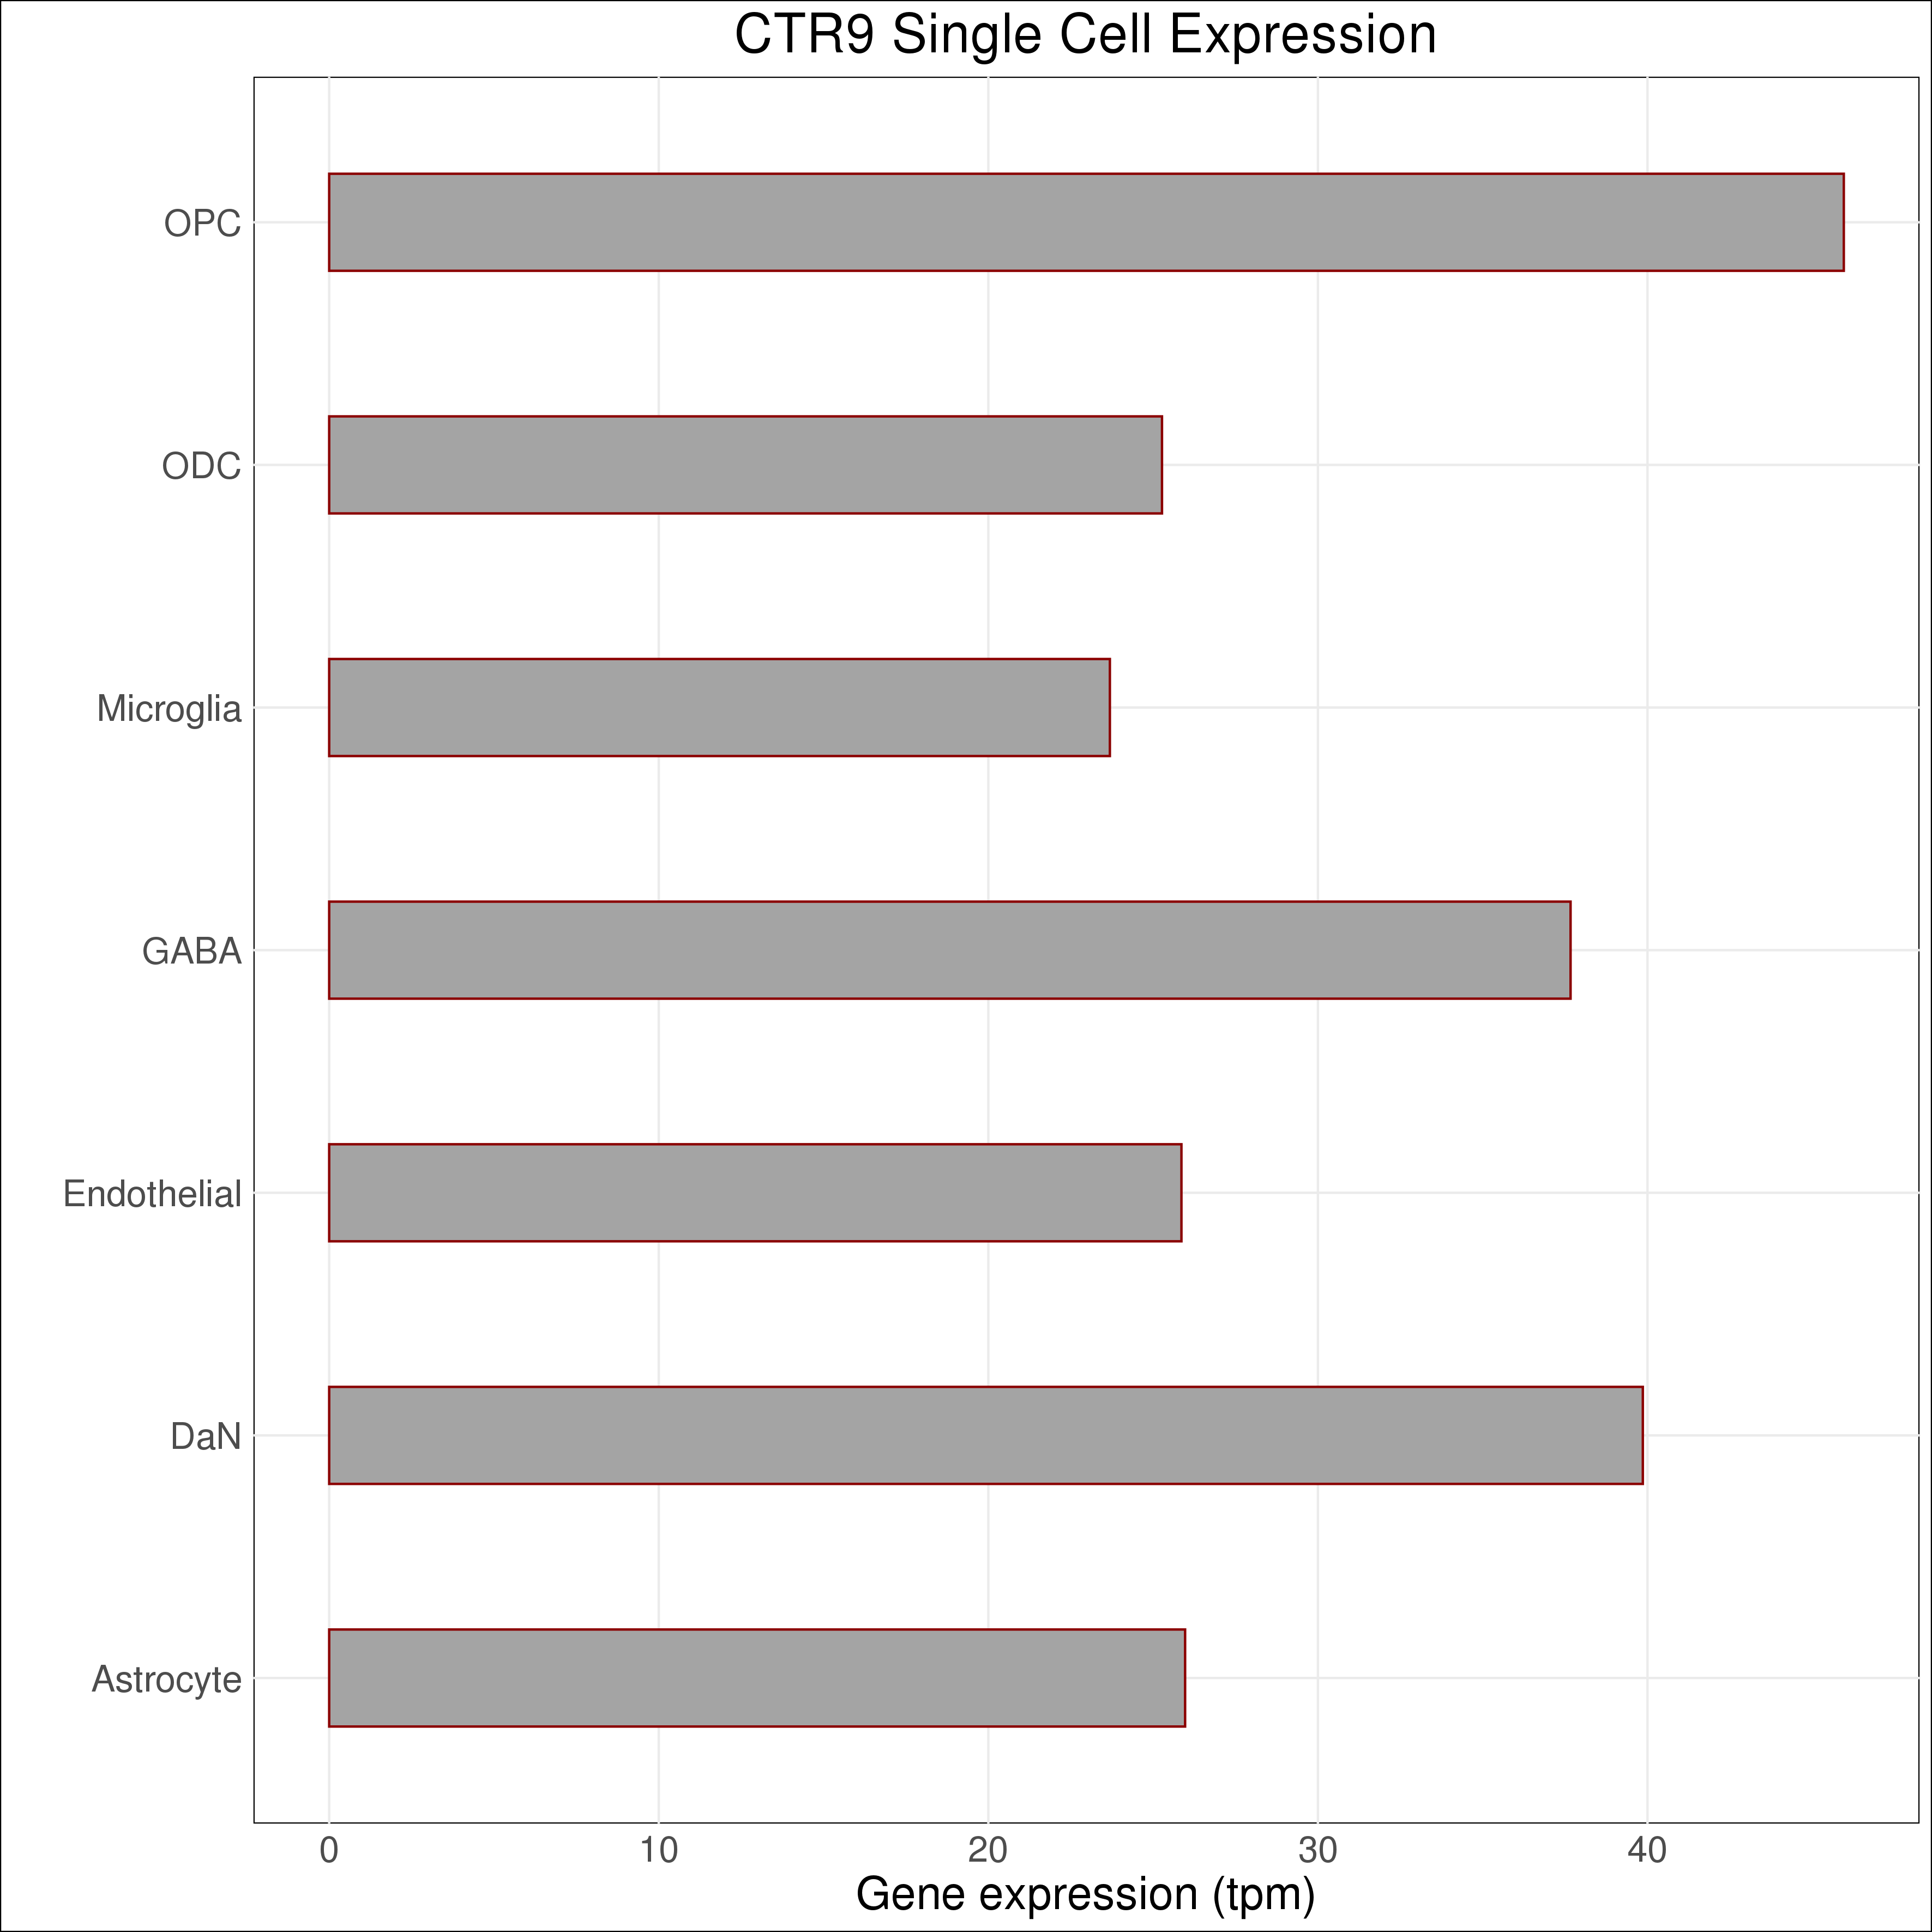 CTR9 Single Cell Expression
OPC
ODC
Microglia
GABA
Endothelial
DaN
Astrocyte
0 10 20 30 40
Gene expression (tpm)